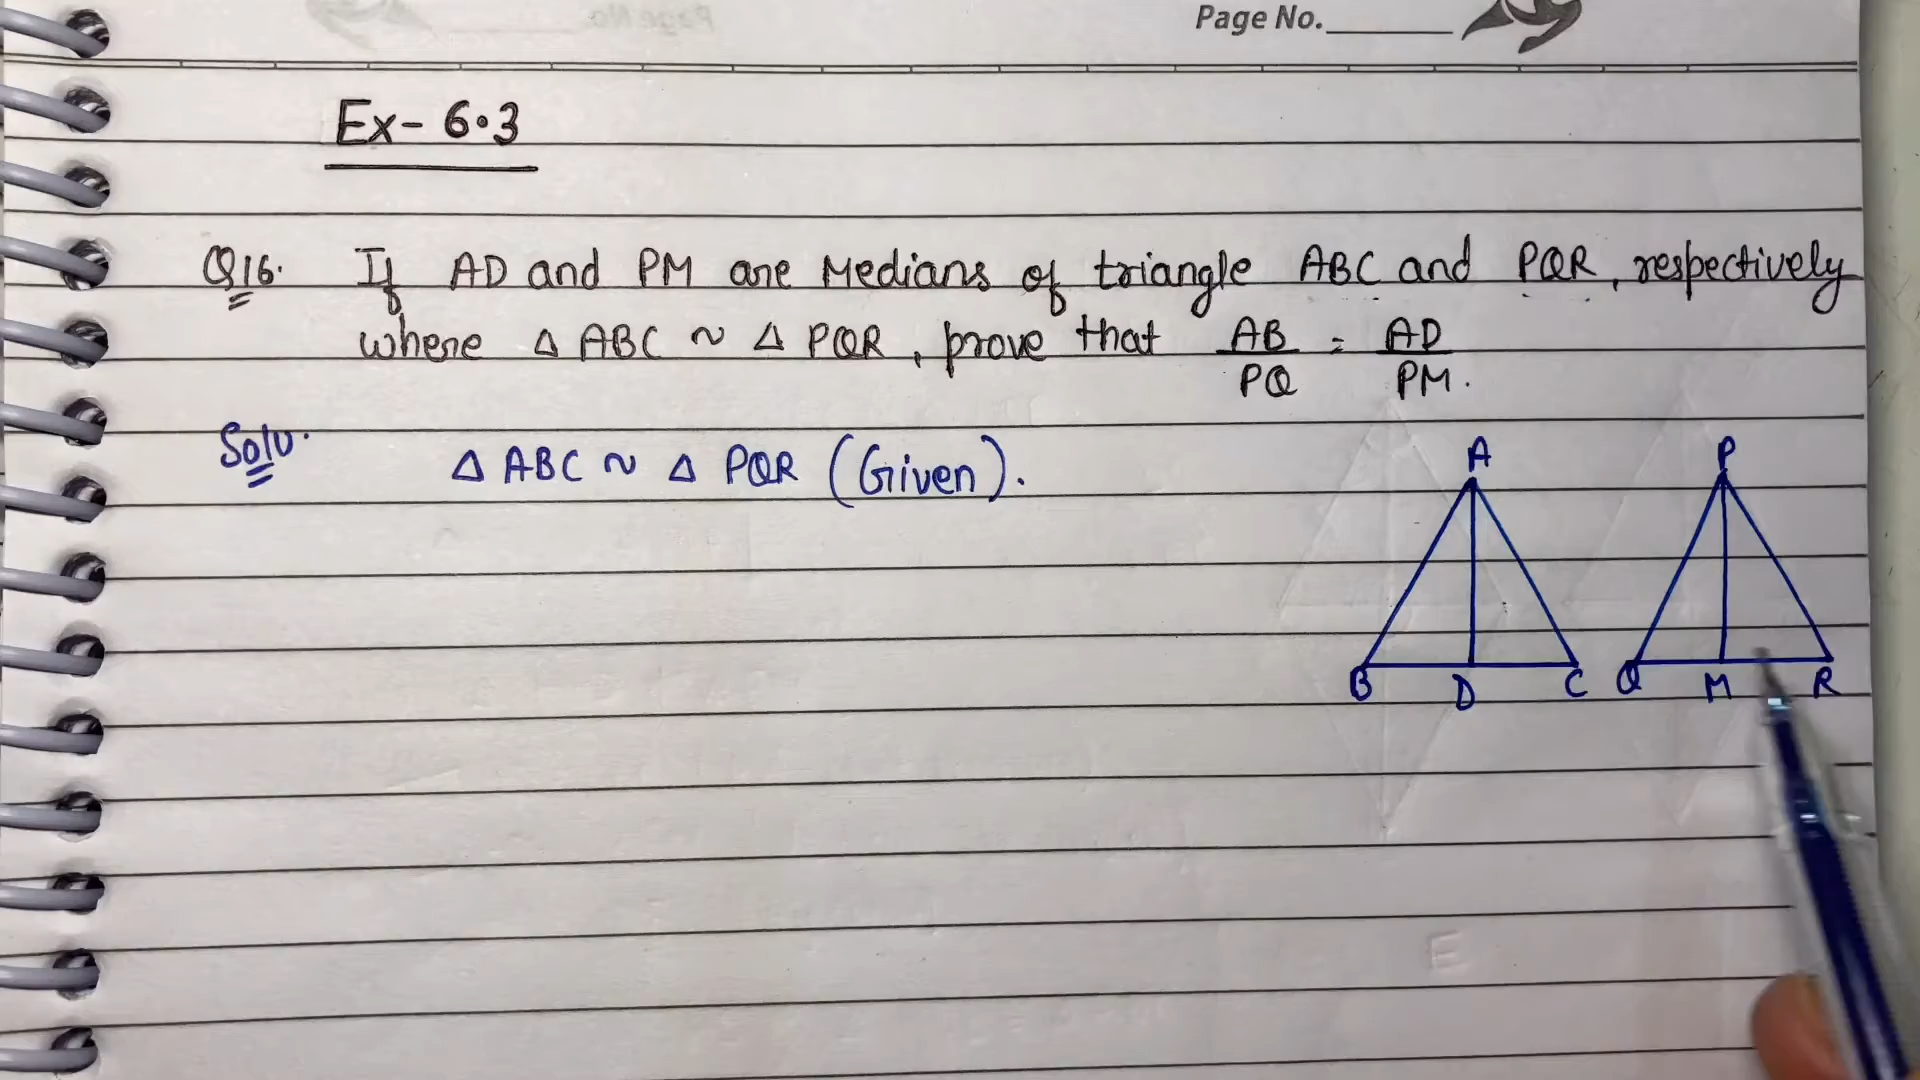 Page No.
Ex- 6.3
Q16. If AD and PM are Medians of triangle ABC and PQR, respectively
where Δ ABC ~ Δ PQR, prove that AB/PQ = AD/PM.
Solu. Δ ABC ~ Δ PQR (Given).
A P
B D C Q M R
E